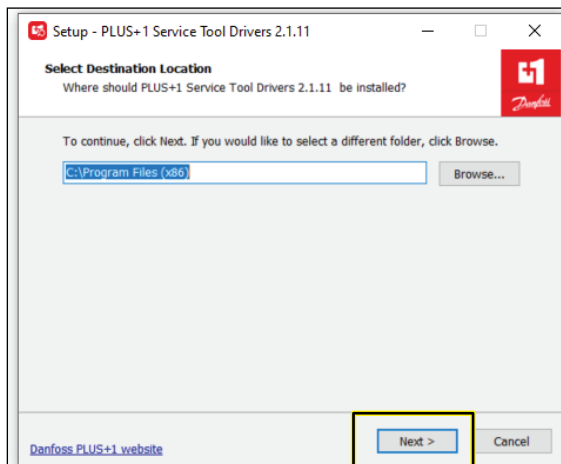 Setup - PLUS+1 Service Tool Drivers 2.1.11
Select Destination Location
Where should PLUS+1 Service Tool Drivers 2.1.11 be installed?
Danfoss
To continue, click Next. If you would like to select a different folder, click Browse.
C:\Program Files (x86)
Browse...
Danfoss PLUS+1 website
Next >
Cancel